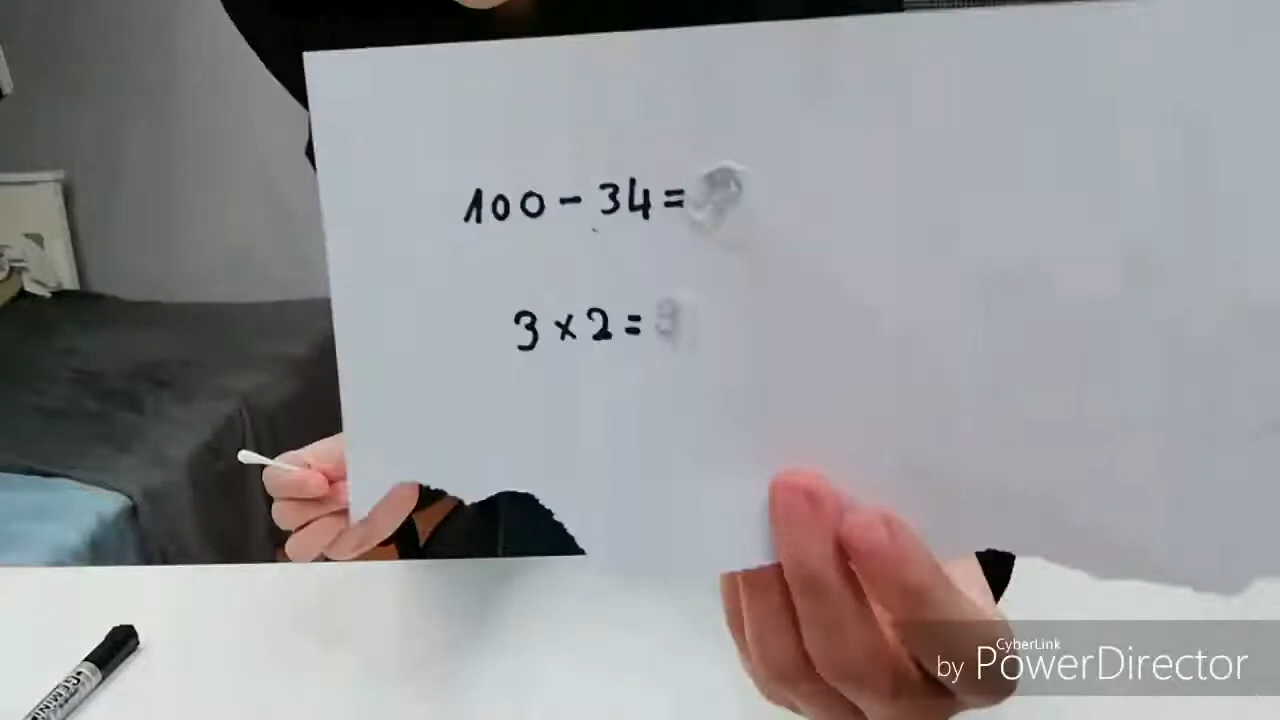 100 - 34 =
3 x 2 =
CyberLink
by PowerDirector